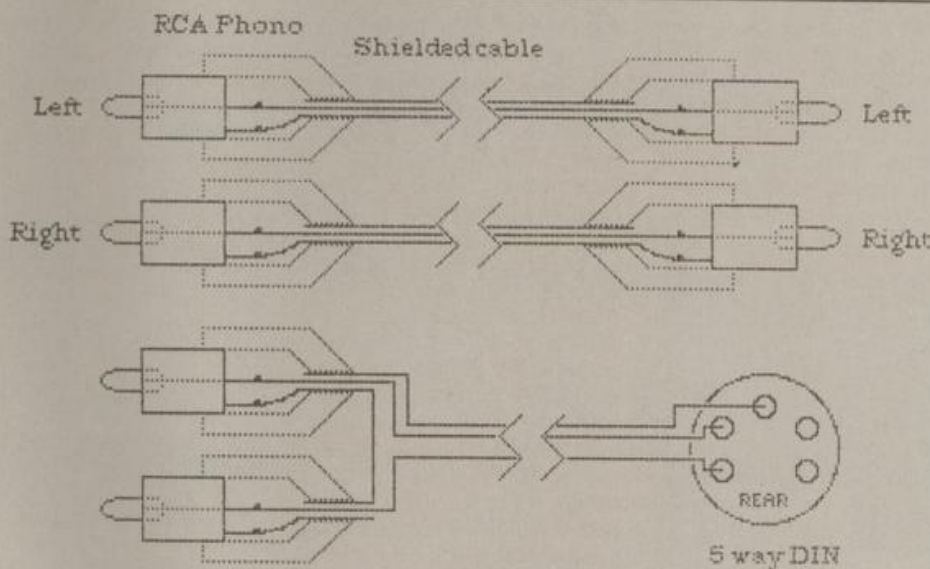 RCA Phono
Shielded cable
Left
Left
Right
Right
REAR
5 way DIN